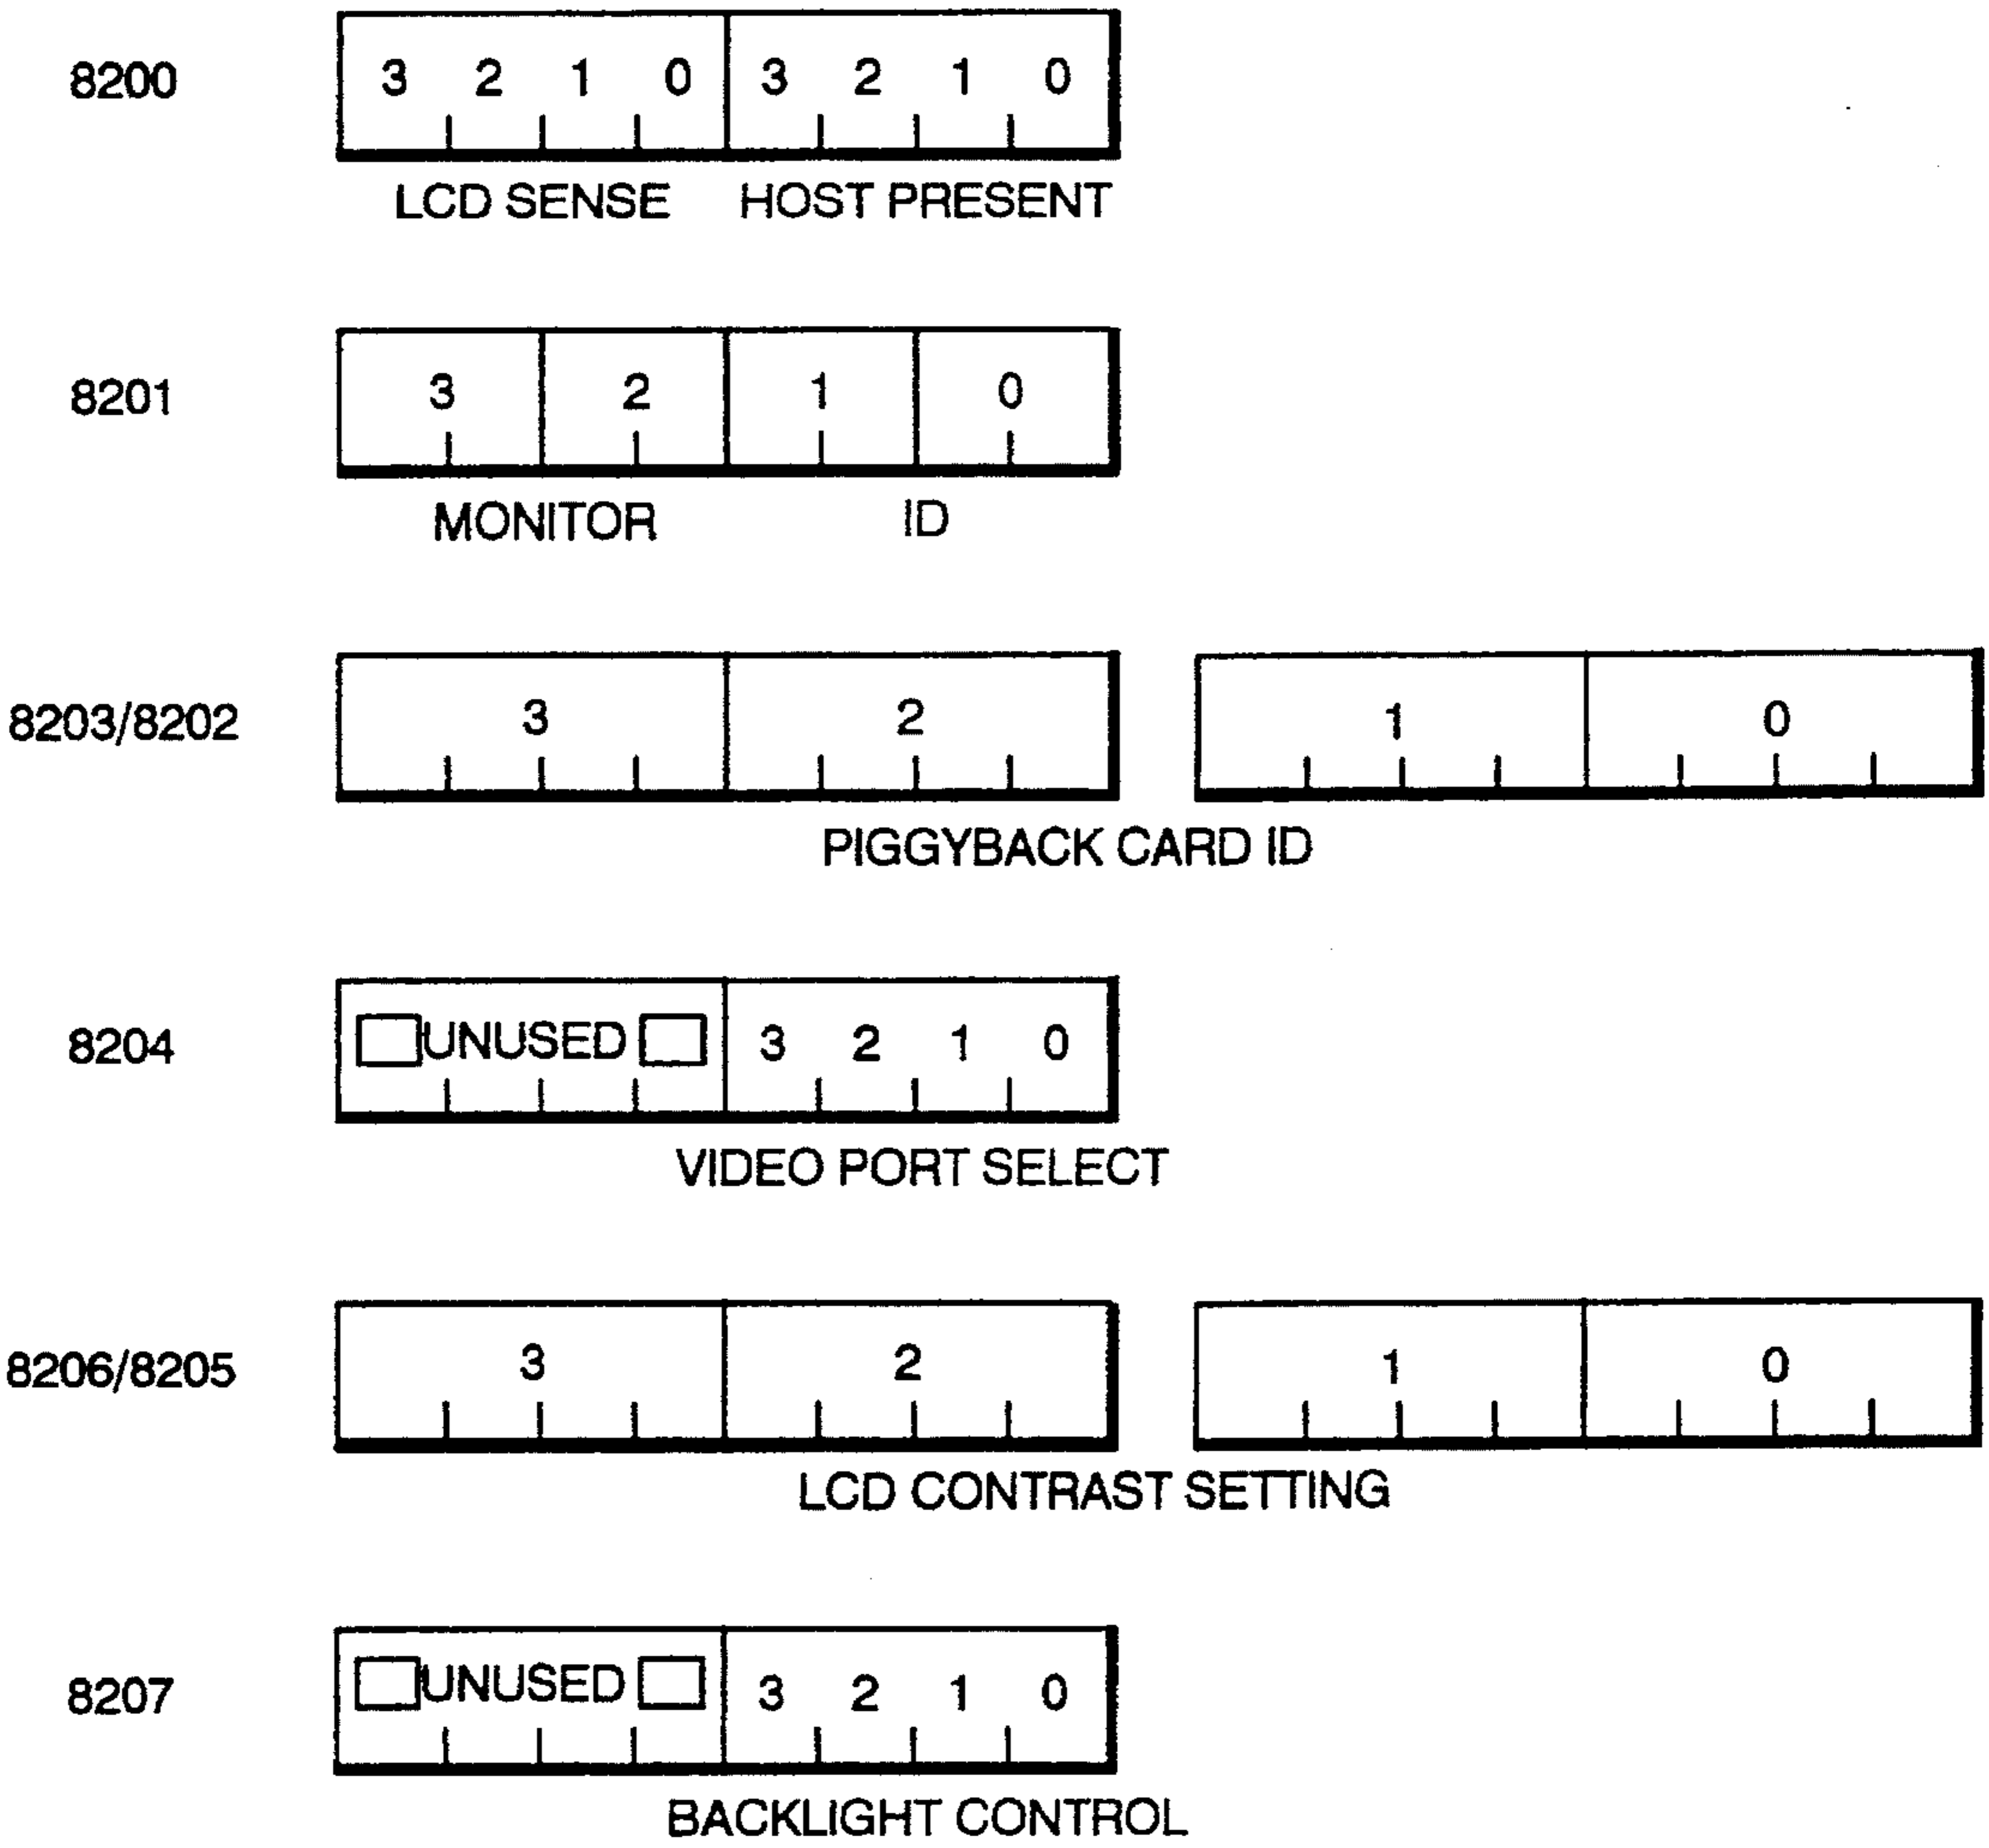 8200 3 2 1 0 3 2 1 0
LCD SENSE HOST PRESENT
8201 3 2 1 0
MONITOR ID
8203/8202 3 2 1 0
PIGGYBACK CARD ID
8204 UNUSED 3 2 1 0
VIDEO PORT SELECT
8206/8205 3 2 1 0
LCD CONTRAST SETTING
8207 UNUSED 3 2 1 0
BACKLIGHT CONTROL